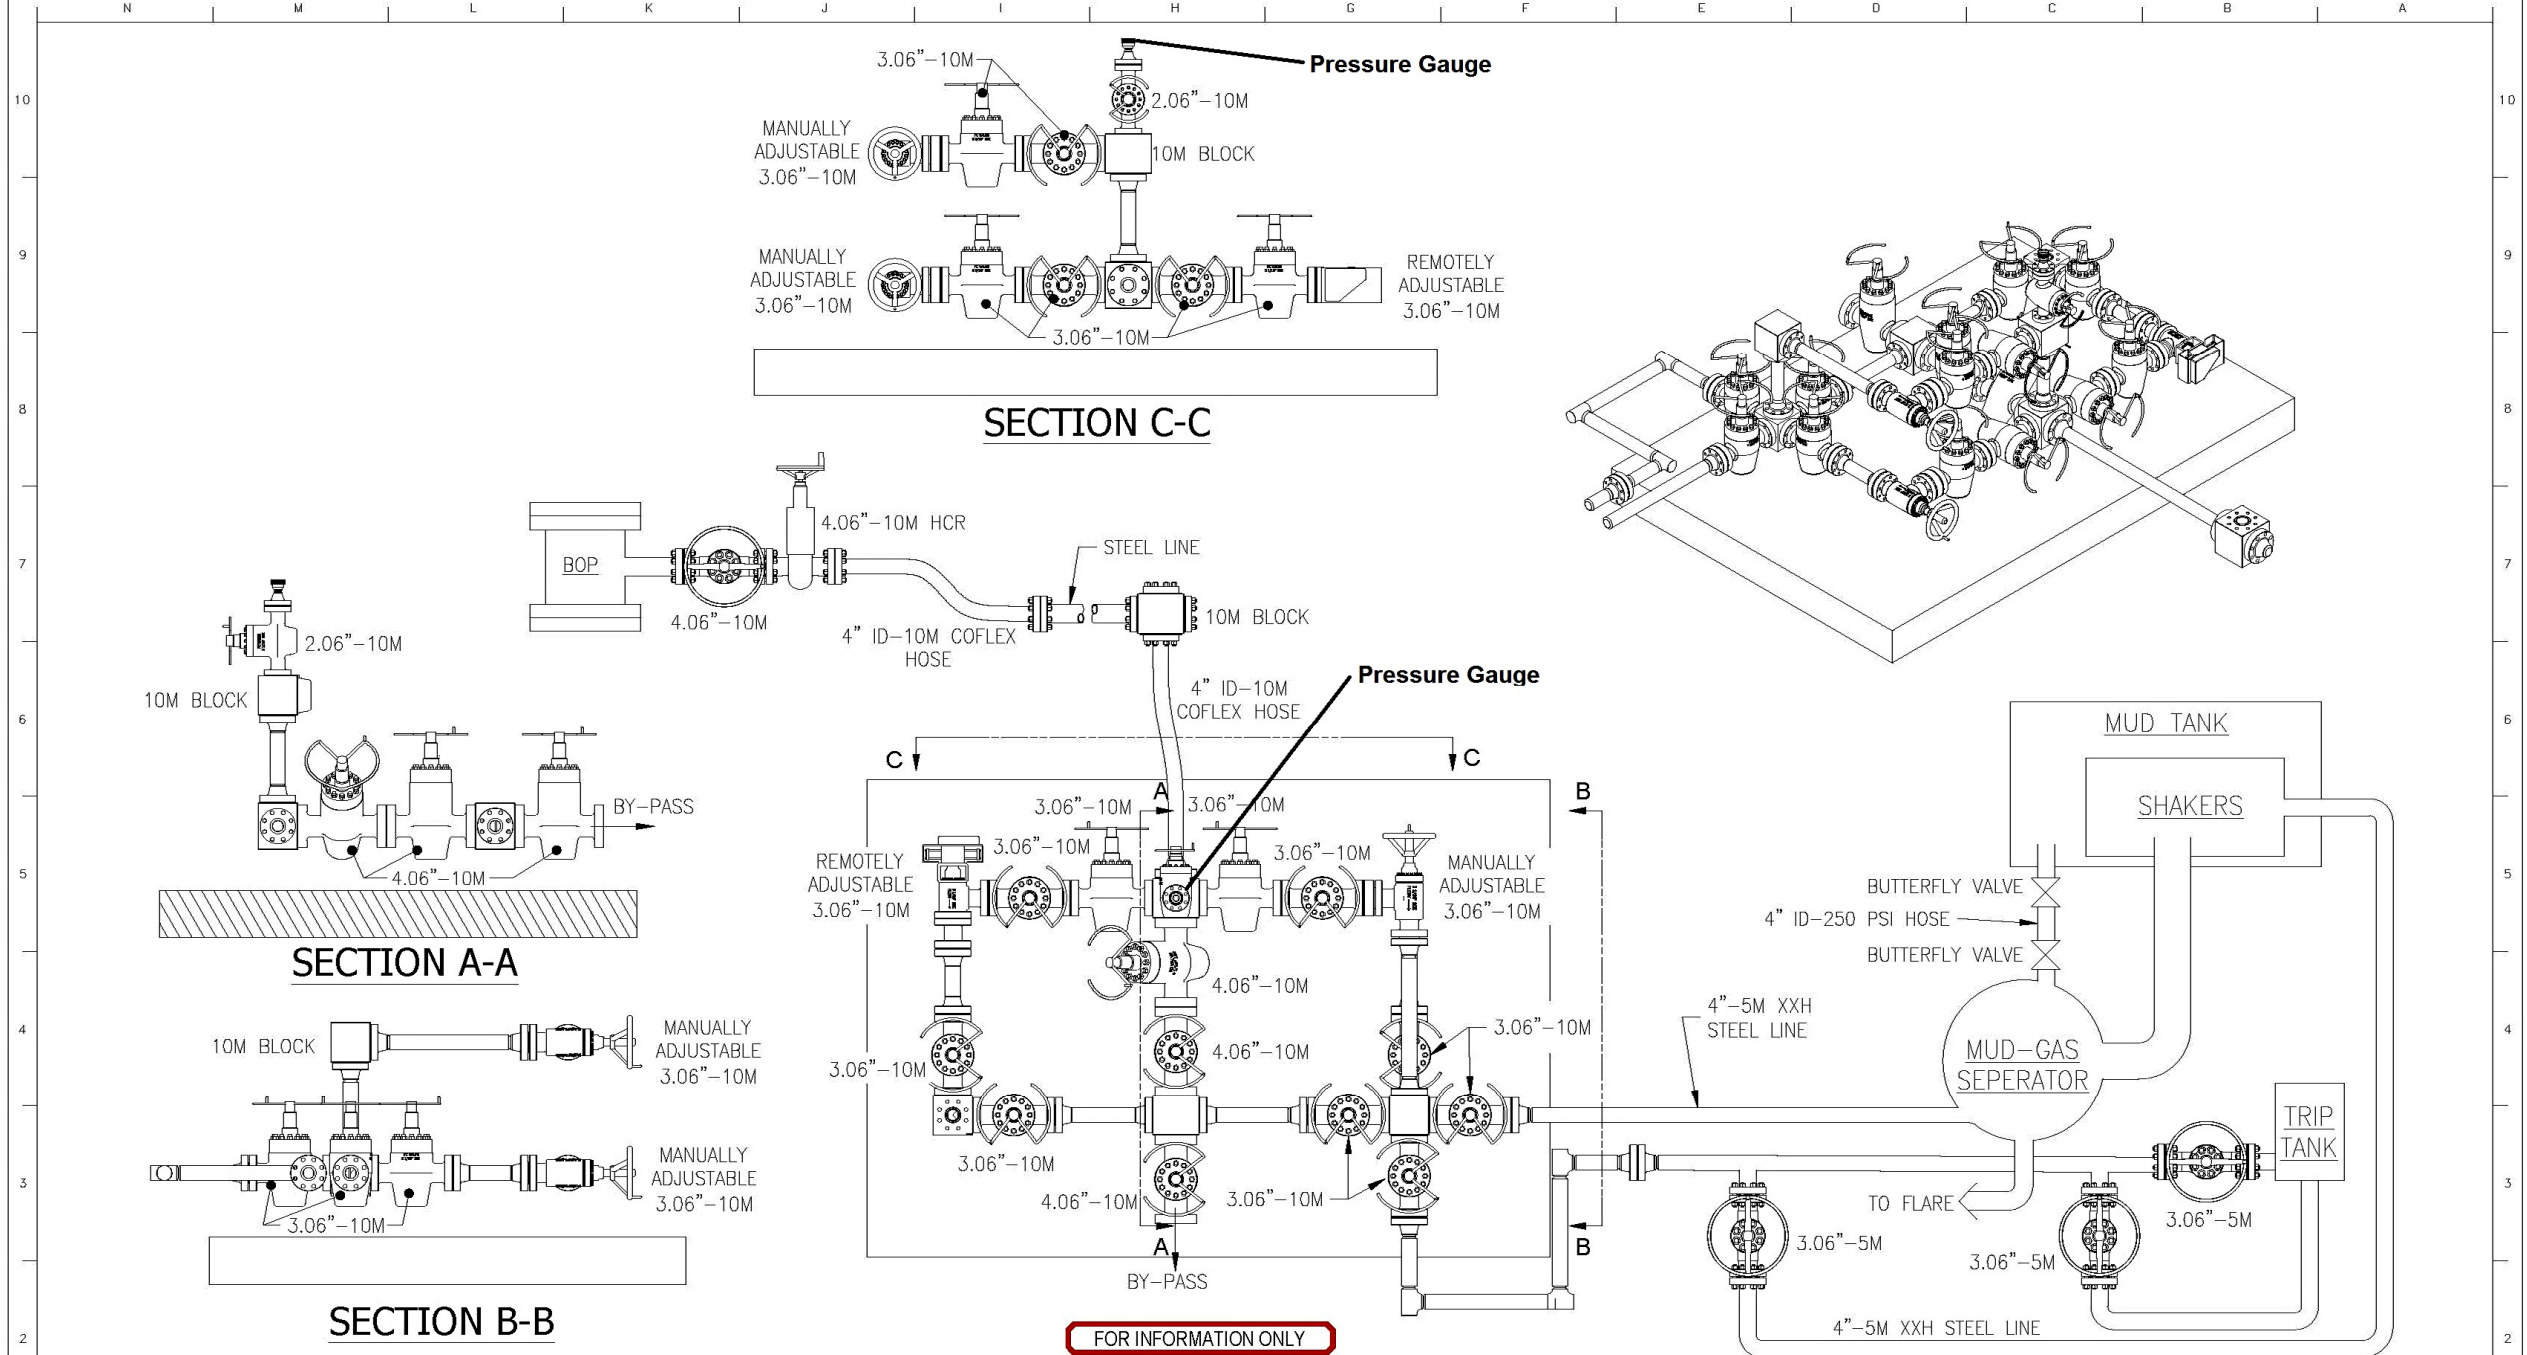 N M L K J I H G F E D C B A
10 10
9 9
8 8
7 7
6 6
5 5
4 4
3 3
2 2
3.06"-10M
Pressure Gauge
2.06"-10M
MANUALLY
ADJUSTABLE
3.06"-10M
10M BLOCK
MANUALLY
ADJUSTABLE
3.06"-10M
REMOTELY
ADJUSTABLE
3.06"-10M
3.06"-10M
SECTION C-C
BOP
4.06"-10M HCR
4.06"-10M
4" ID-10M COFLEX
HOSE
STEEL LINE
10M BLOCK
4" ID-10M
COFLEX HOSE
Pressure Gauge
2.06"-10M
10M BLOCK
BY-PASS
4.06"-10M
SECTION A-A
10M BLOCK
MANUALLY
ADJUSTABLE
3.06"-10M
MANUALLY
ADJUSTABLE
3.06"-10M
3.06"-10M
SECTION B-B
C C
A
B
3.06"-10M
3.06"-10M
3.06"-10M
3.06"-10M
REMOTELY
ADJUSTABLE
3.06"-10M
MANUALLY
ADJUSTABLE
3.06"-10M
4.06"-10M
3.06"-10M
4.06"-10M
3.06"-10M
3.06"-10M
4.06"-10M
3.06"-10M
A
B
BY-PASS
FOR INFORMATION ONLY
MUD TANK
SHAKERS
BUTTERFLY VALVE
4" ID-250 PSI HOSE
BUTTERFLY VALVE
4"-5M XXH
STEEL LINE
MUD-GAS
SEPERATOR
TRIP
TANK
TO FLARE
3.06"-5M
3.06"-5M
3.06"-5M
4"-5M XXH STEEL LINE